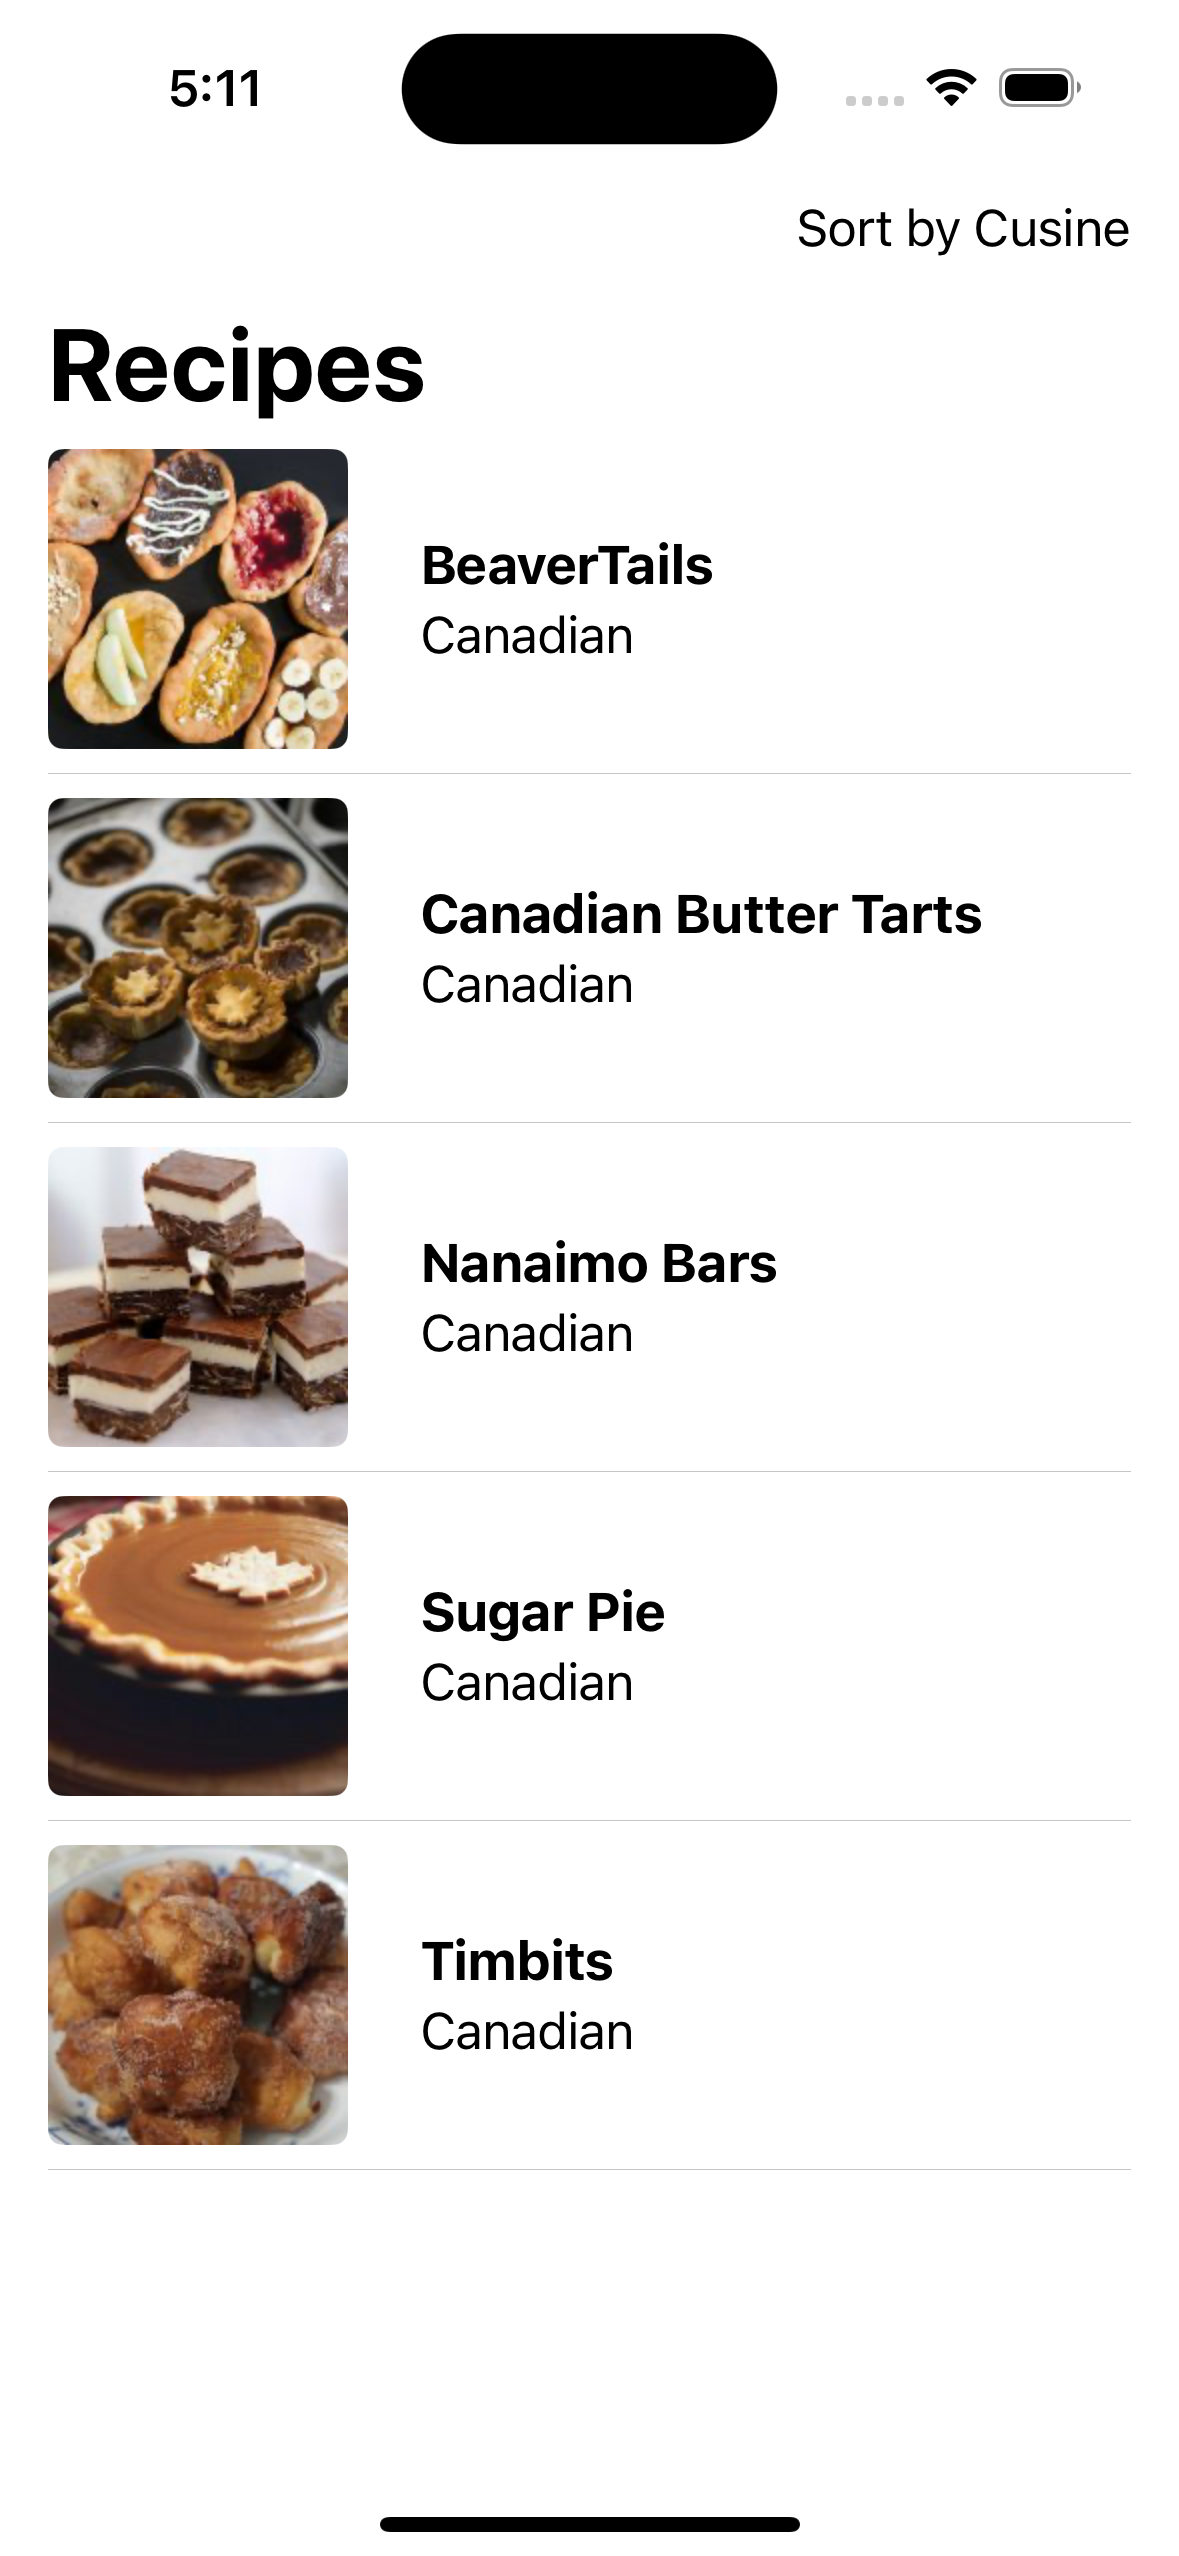 5:11
Sort by Cusine
Recipes
BeaverTails
Canadian
Canadian Butter Tarts
Canadian
Nanaimo Bars
Canadian
Sugar Pie
Canadian
Timbits
Canadian